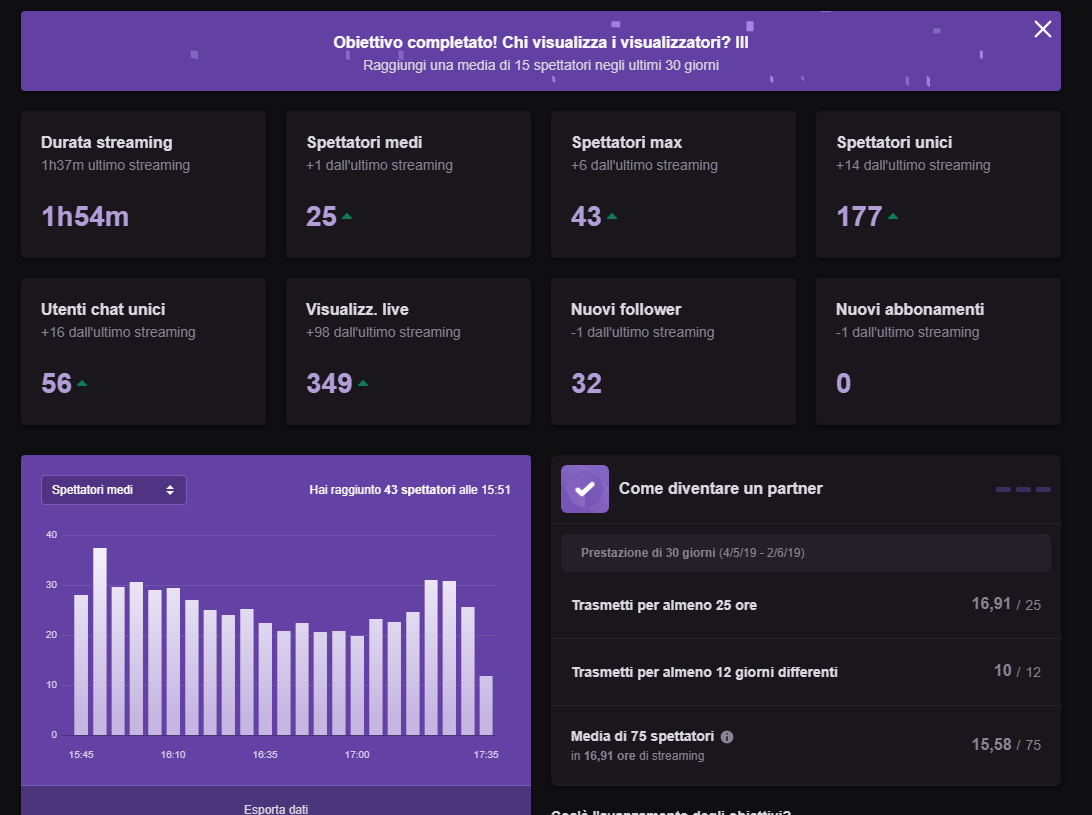 Obiettivo completato! Chi visualizza i visualizzatori? III
Raggiungi una media di 15 spettatori negli ultimi 30 giorni
Durata streaming
1h37m ultimo streaming
1h54m
Spettatori medi
+1 dall'ultimo streaming
25
Spettatori max
+6 dall'ultimo streaming
43
Spettatori unici
+14 dall'ultimo streaming
177
Utenti chat unici
+16 dall'ultimo streaming
56
Visualizz. live
+98 dall'ultimo streaming
349
Nuovi follower
-1 dall'ultimo streaming
32
Nuovi abbonamenti
-1 dall'ultimo streaming
0
Spettatori medi
Hai raggiunto 43 spettatori alle 15:51
40
30
20
10
0
15:45 16:10 16:35 17:00 17:35
Esporta dati
Come diventare un partner
Prestazione di 30 giorni (4/5/19 - 2/6/19)
Trasmetti per almeno 25 ore 16,91 / 25
Trasmetti per almeno 12 giorni differenti 10 / 12
Media di 75 spettatori 15,58 / 75
in 16,91 ore di streaming
Cos'è l'avanzamento degli obiettivi?